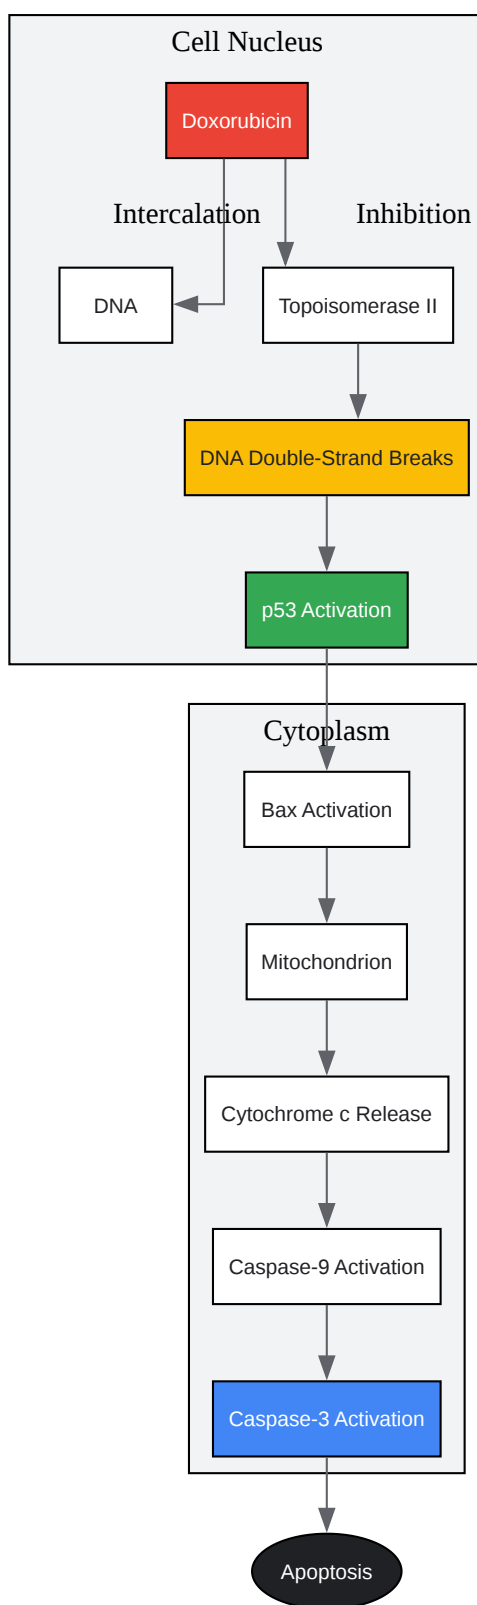 Cell Nucleus
Doxorubicin
Intercalation
Inhibition
DNA
Topoisomerase II
DNA Double-Strand Breaks
p53 Activation
Cytoplasm
Bax Activation
Mitochondrion
Cytochrome c Release
Caspase-9 Activation
Caspase-3 Activation
Apoptosis